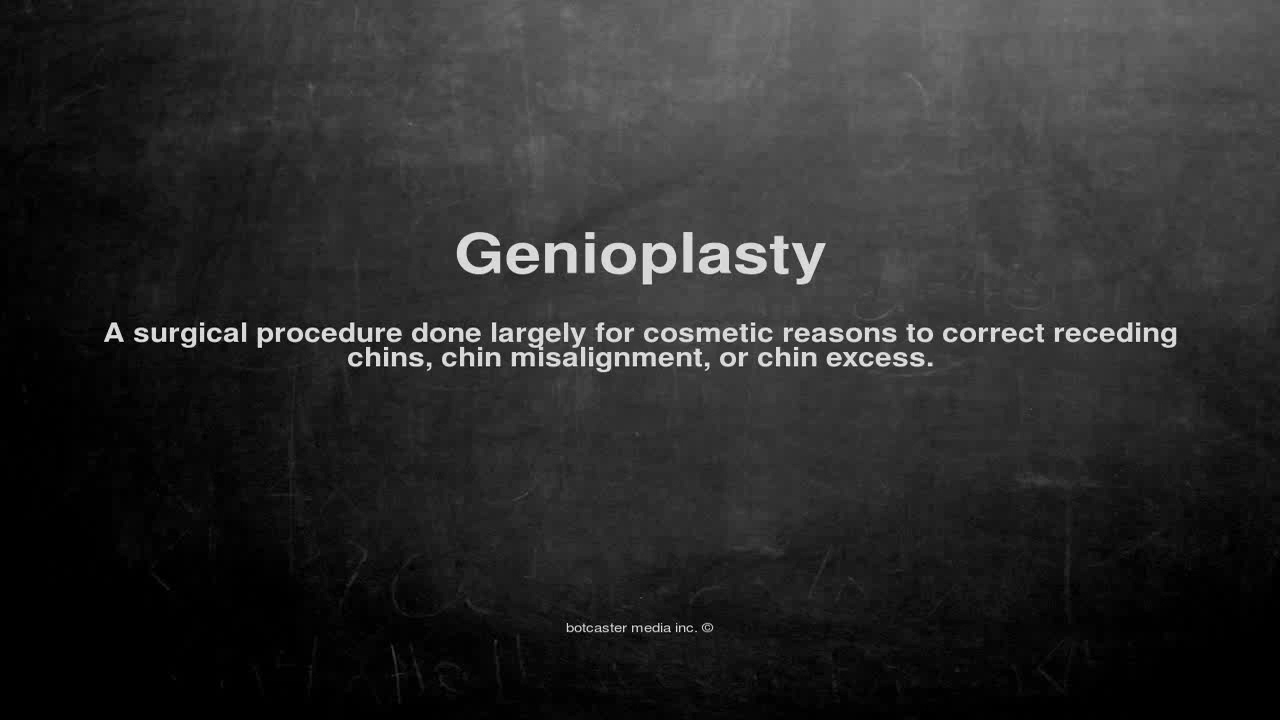 Genioplasty
A surgical procedure done largely for cosmetic reasons to correct receding
chins, chin misalignment, or chin excess.
botcaster media inc. ©